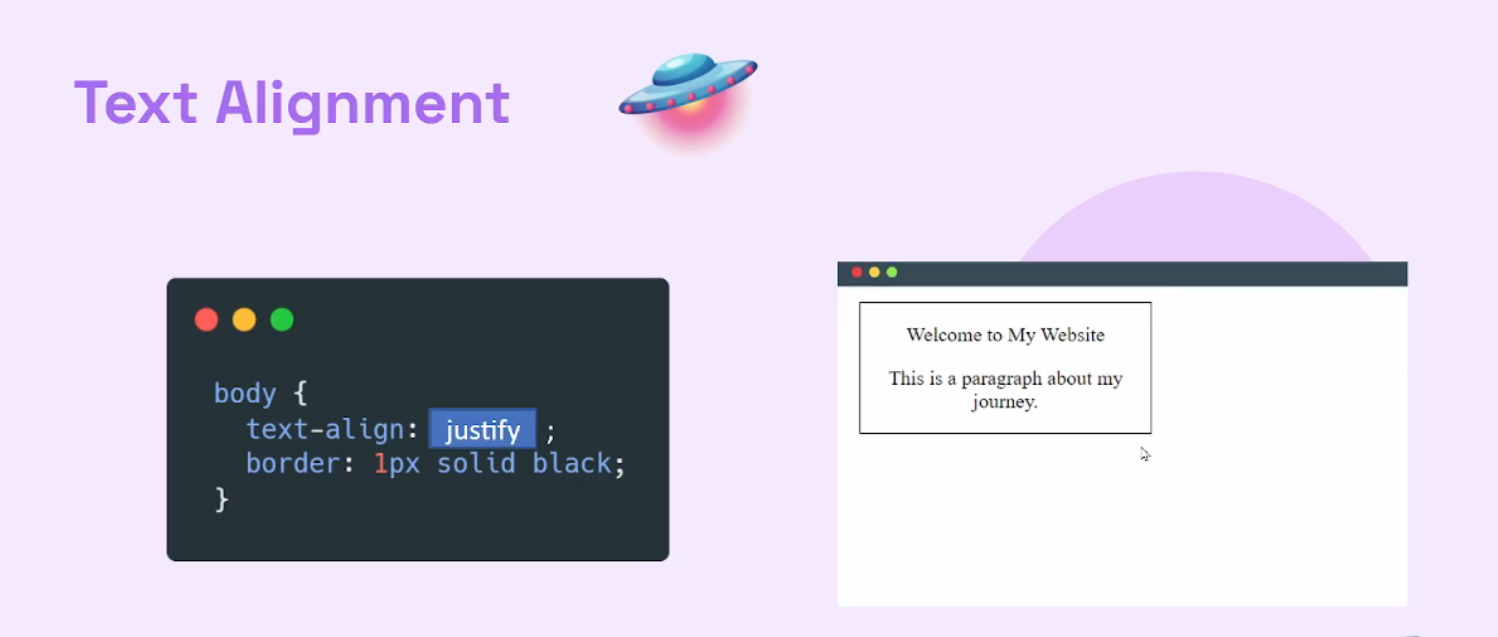 Text Alignment
body {
  text-align: justify ;
  border: 1px solid black;
}
Welcome to My Website
This is a paragraph about my
journey.